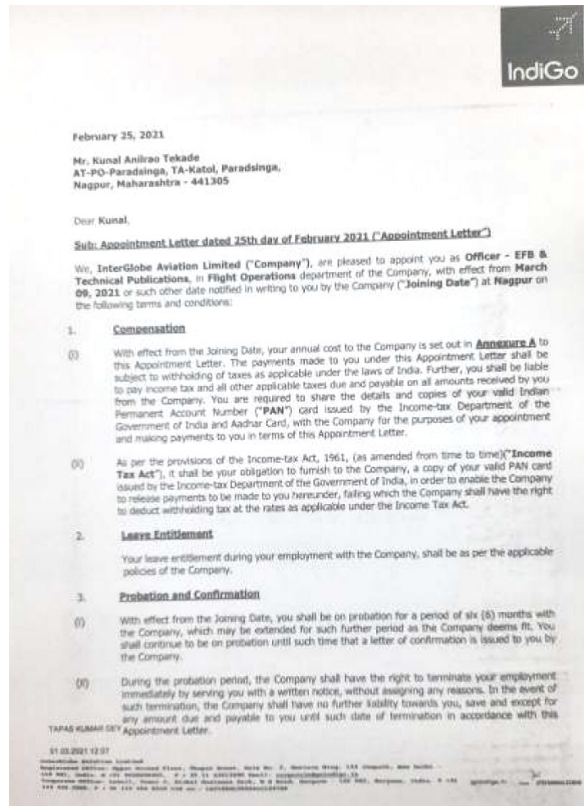 IndiGo
February 25, 2021
Mr. Kunal Anilrao Tekade
AT-PO-Paradsinga, TA-Katol, Paradsinga,
Nagpur, Maharashtra - 441305
Dear Kunal,
Sub: Appointment Letter dated 25th day of February 2021 ("Appointment Letter")
We, InterGlobe Aviation Limited ("Company"), are pleased to appoint you as Officer - EFB &
Technical Publications, in Flight Operations department of the Company, with effect from March
09, 2021 or such other date notified in writing to you by the Company ("Joining Date") at Nagpur on
the following terms and conditions:
1. Compensation
(i) With effect from the Joining Date, your annual cost to the Company is set out in Annexure A to
this Appointment Letter. The payments made to you under this Appointment Letter shall be
subject to withholding of taxes as applicable under the laws of India. Further, you shall be liable
to pay income tax and all other applicable taxes due and payable on all amounts received by you
from the Company. You are required to share the details and copies of your valid Indian
Permanent Account Number ("PAN") card issued by the Income-tax Department of the
Government of India and Aadhar Card, with the Company for the purposes of your appointment
and making payments to you in terms of this Appointment Letter.
(ii) As per the provisions of the Income-tax Act, 1961, (as amended from time to time)("Income
Tax Act"), it shall be your obligation to furnish to the Company, a copy of your valid PAN card
issued by the Income-tax Department of the Government of India, in order to enable the Company
to release payments to be made to you hereunder, failing which the Company shall have the right
to deduct withholding tax at the rates as applicable under the Income Tax Act.
2. Leave Entitlement
Your leave entitlement during your employment with the Company, shall be as per the applicable
policies of the Company.
3. Probation and Confirmation
(i) With effect from the Joining Date, you shall be on probation for a period of six (6) months with
the Company, which may be extended for such further period as the Company deems fit. You
shall continue to be on probation until such time that a letter of confirmation is issued to you by
the Company.
(ii) During the probation period, the Company shall have the right to terminate your employment
immediately by serving you with a written notice, without assigning any reasons. In the event of
such termination, the Company shall have no further liability towards you, save and except for
any amount due and payable to you until such date of termination in accordance with this
TAPAS KUMAR DEY Appointment Letter.
01.03.2021 12:07
InterGlobe Aviation Limited